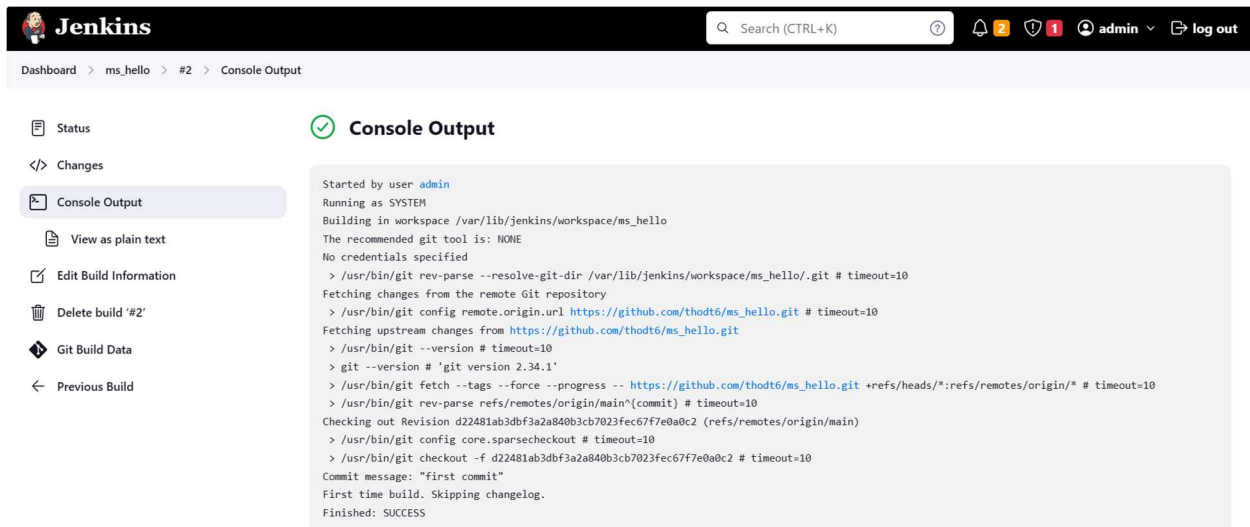 Jenkins
Search (CTRL+K)
2
1
admin
log out
Dashboard > ms_hello > #2 > Console Output
Status
Changes
Console Output
View as plain text
Edit Build Information
Delete build ‘#2’
Git Build Data
Previous Build
Console Output
Started by user admin
Running as SYSTEM
Building in workspace /var/lib/jenkins/workspace/ms_hello
The recommended git tool is: NONE
No credentials specified
> /usr/bin/git rev-parse --resolve-git-dir /var/lib/jenkins/workspace/ms_hello/.git # timeout=10
Fetching changes from the remote Git repository
> /usr/bin/git config remote.origin.url https://github.com/thodt6/ms_hello.git # timeout=10
Fetching upstream changes from https://github.com/thodt6/ms_hello.git
> /usr/bin/git --version # timeout=10
> git --version # 'git version 2.34.1'
> /usr/bin/git fetch --tags --force --progress -- https://github.com/thodt6/ms_hello.git +refs/heads/*:refs/remotes/origin/* # timeout=10
> /usr/bin/git rev-parse refs/remotes/origin/main^{commit} # timeout=10
Checking out Revision d22481ab3dbf3a2a840b3cb7023fec67f7e0a0c2 (refs/remotes/origin/main)
> /usr/bin/git config core.sparsecheckout # timeout=10
> /usr/bin/git checkout -f d22481ab3dbf3a2a840b3cb7023fec67f7e0a0c2 # timeout=10
Commit message: "first commit"
First time build. Skipping changelog.
Finished: SUCCESS